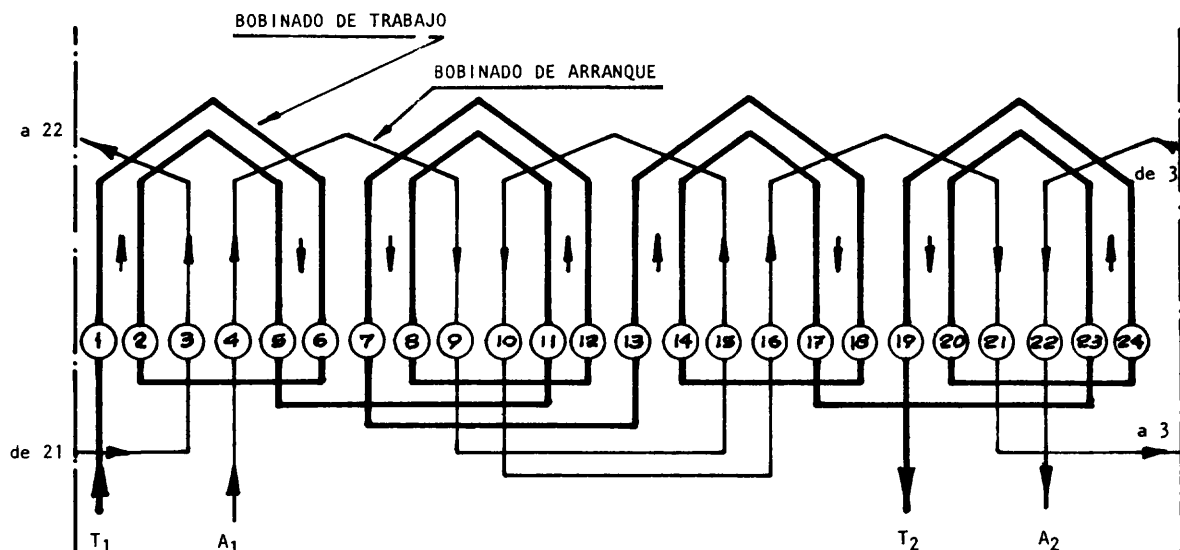 BOBINADO DE TRABAJO
BOBINADO DE ARRANQUE
a 22
de 3
1 2 3 4 5 6 7 8 9 10 11 12 13 14 15 16 17 18 19 20 21 22 23 24
de 21
a 3
T1 A1 T2 A2